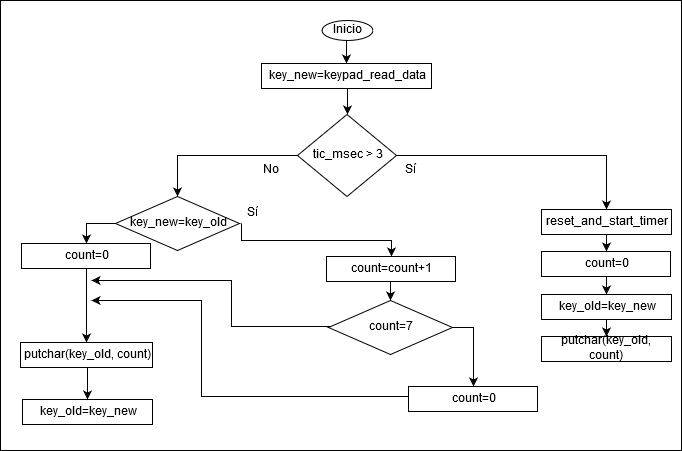 Inicio
key_new=keypad_read_data
tic_msec > 3
No
Sí
key_new=key_old
Sí
count=0
count=count+1
count=7
count=0
putchar(key_old, count)
key_old=key_new
reset_and_start_timer
count=0
key_old=key_new
putchar(key_old,
count)